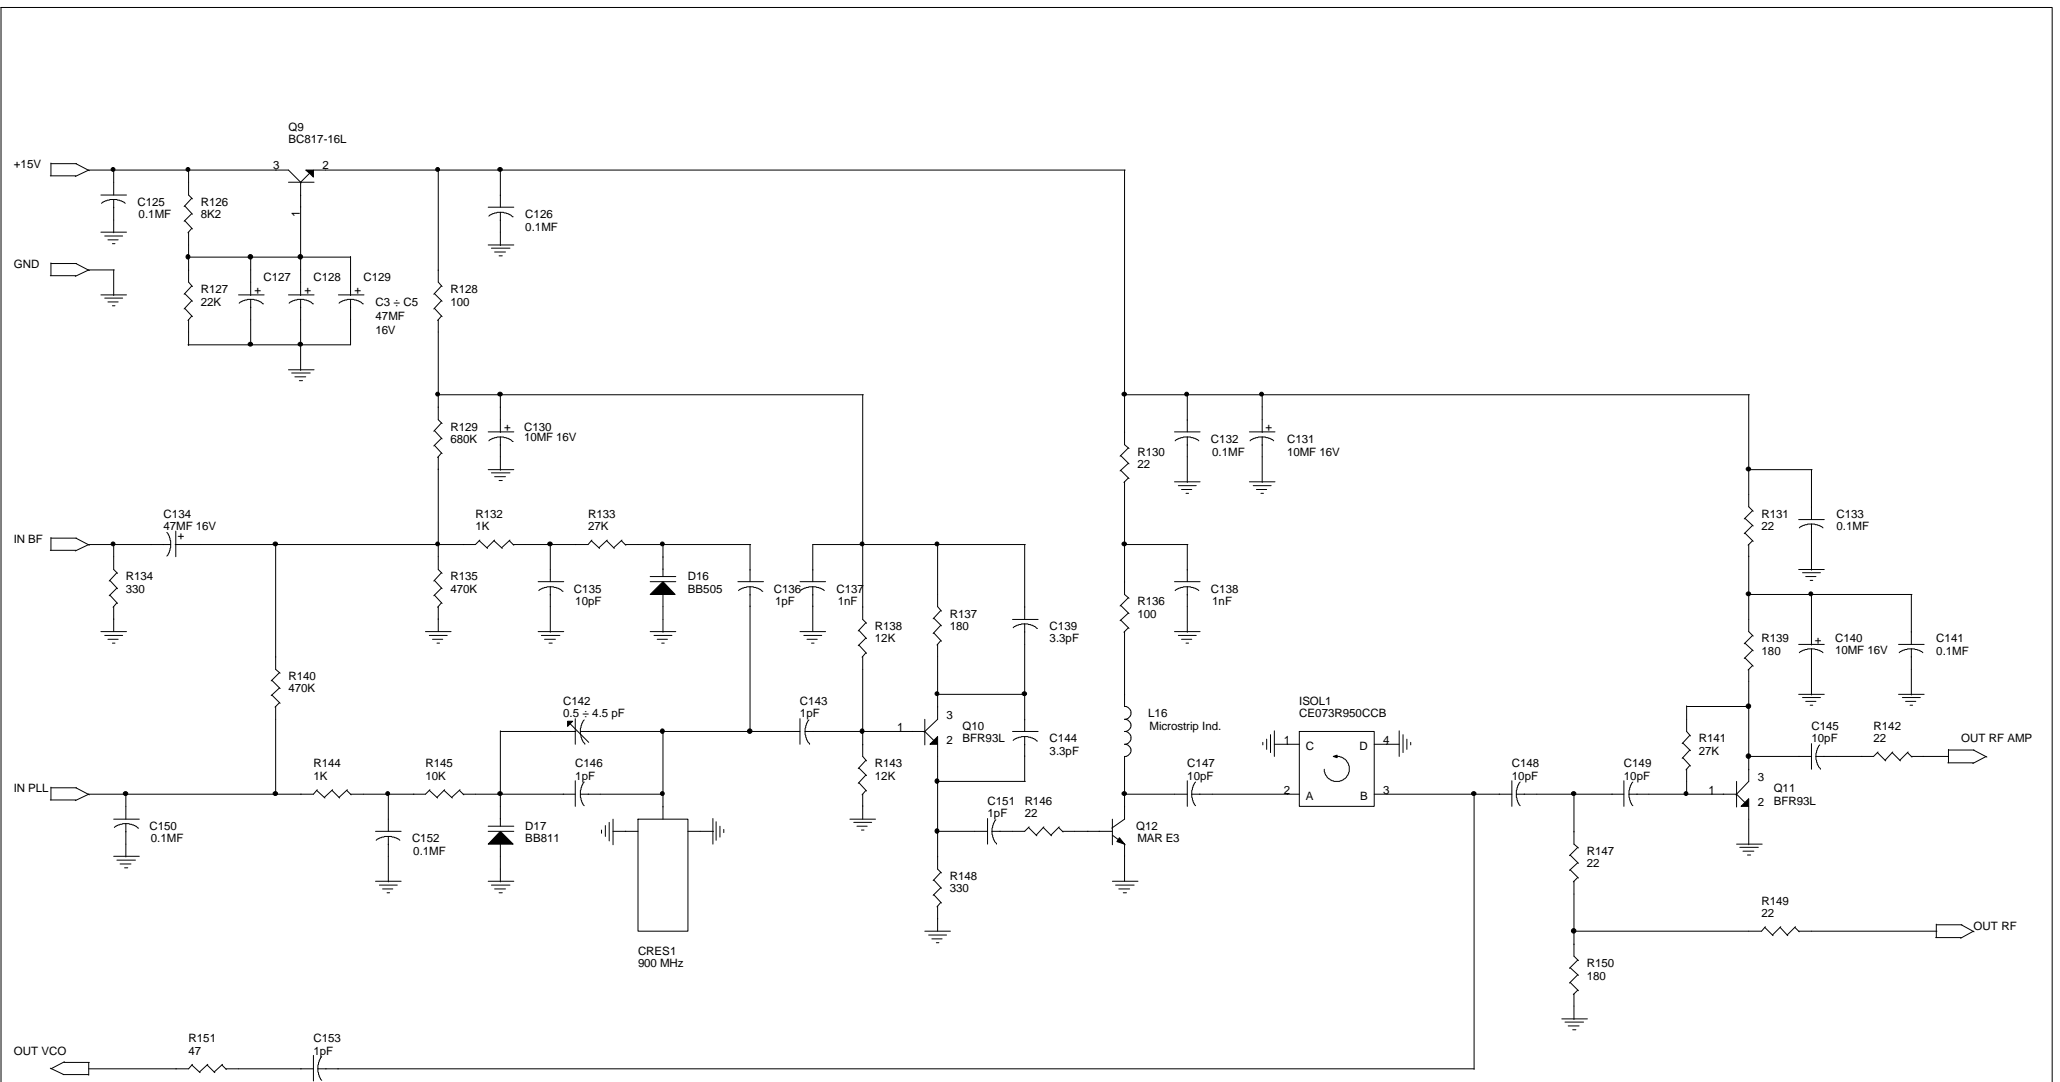 Q9
BC817-16L
+15V
3
2
1
C125
0.1MF
R126
8K2
C126
0.1MF
GND
R127
22K
C127
+
C128
+
C129
+
C3 ÷ C5
47MF
16V
R128
100
R129
680K
+
C130
10MF 16V
R130
22
C132
0.1MF
+
C131
10MF 16V
R131
22
C133
0.1MF
IN BF
C134
47MF 16V
+
R134
330
R135
470K
R132
1K
R133
27K
C135
10pF
D16
BB505
C136
1pF
C137
1nF
R138
12K
R137
180
C139
3.3pF
R136
100
C138
1nF
R139
180
+
C140
10MF 16V
C141
0.1MF
R140
470K
C142
0.5 ÷ 4.5 pF
C143
1pF
1
3
2
Q10
BFR93L
C144
3.3pF
L16
Microstrip Ind.
ISOL1
CE073R950CCB
1
C
D
4
2
A
B
3
R141
27K
C145
10pF
R142
22
OUT RF AMP
IN PLL
R144
1K
R145
10K
C146
1pF
R143
12K
C147
10pF
C148
10pF
C149
10pF
1
3
2
Q11
BFR93L
C150
0.1MF
C152
0.1MF
D17
BB811
C151
1pF
R146
22
Q12
MAR E3
R147
22
R148
330
R149
22
OUT RF
CRES1
900 MHz
R150
180
OUT VCO
R151
47
C153
1pF